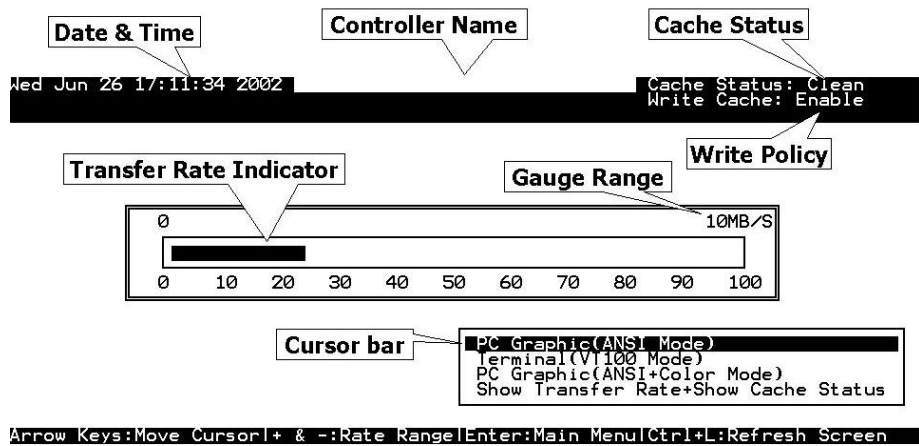 Date & Time
Controller Name
Cache Status
Wed Jun 26 17:11:34 2002
Cache Status: Clean
Write Cache: Enable
Write Policy
Transfer Rate Indicator
Gauge Range
0 10MB/S
0 10 20 30 40 50 60 70 80 90 100
Cursor bar
PC Graphic(ANSI Mode)
Terminal(VT100 Mode)
PC Graphic(ANSI+Color Mode)
Show Transfer Rate+Show Cache Status
Arrow Keys:Move Cursor|+ & -:Rate Range|Enter:Main Menu|Ctrl+L:Refresh Screen